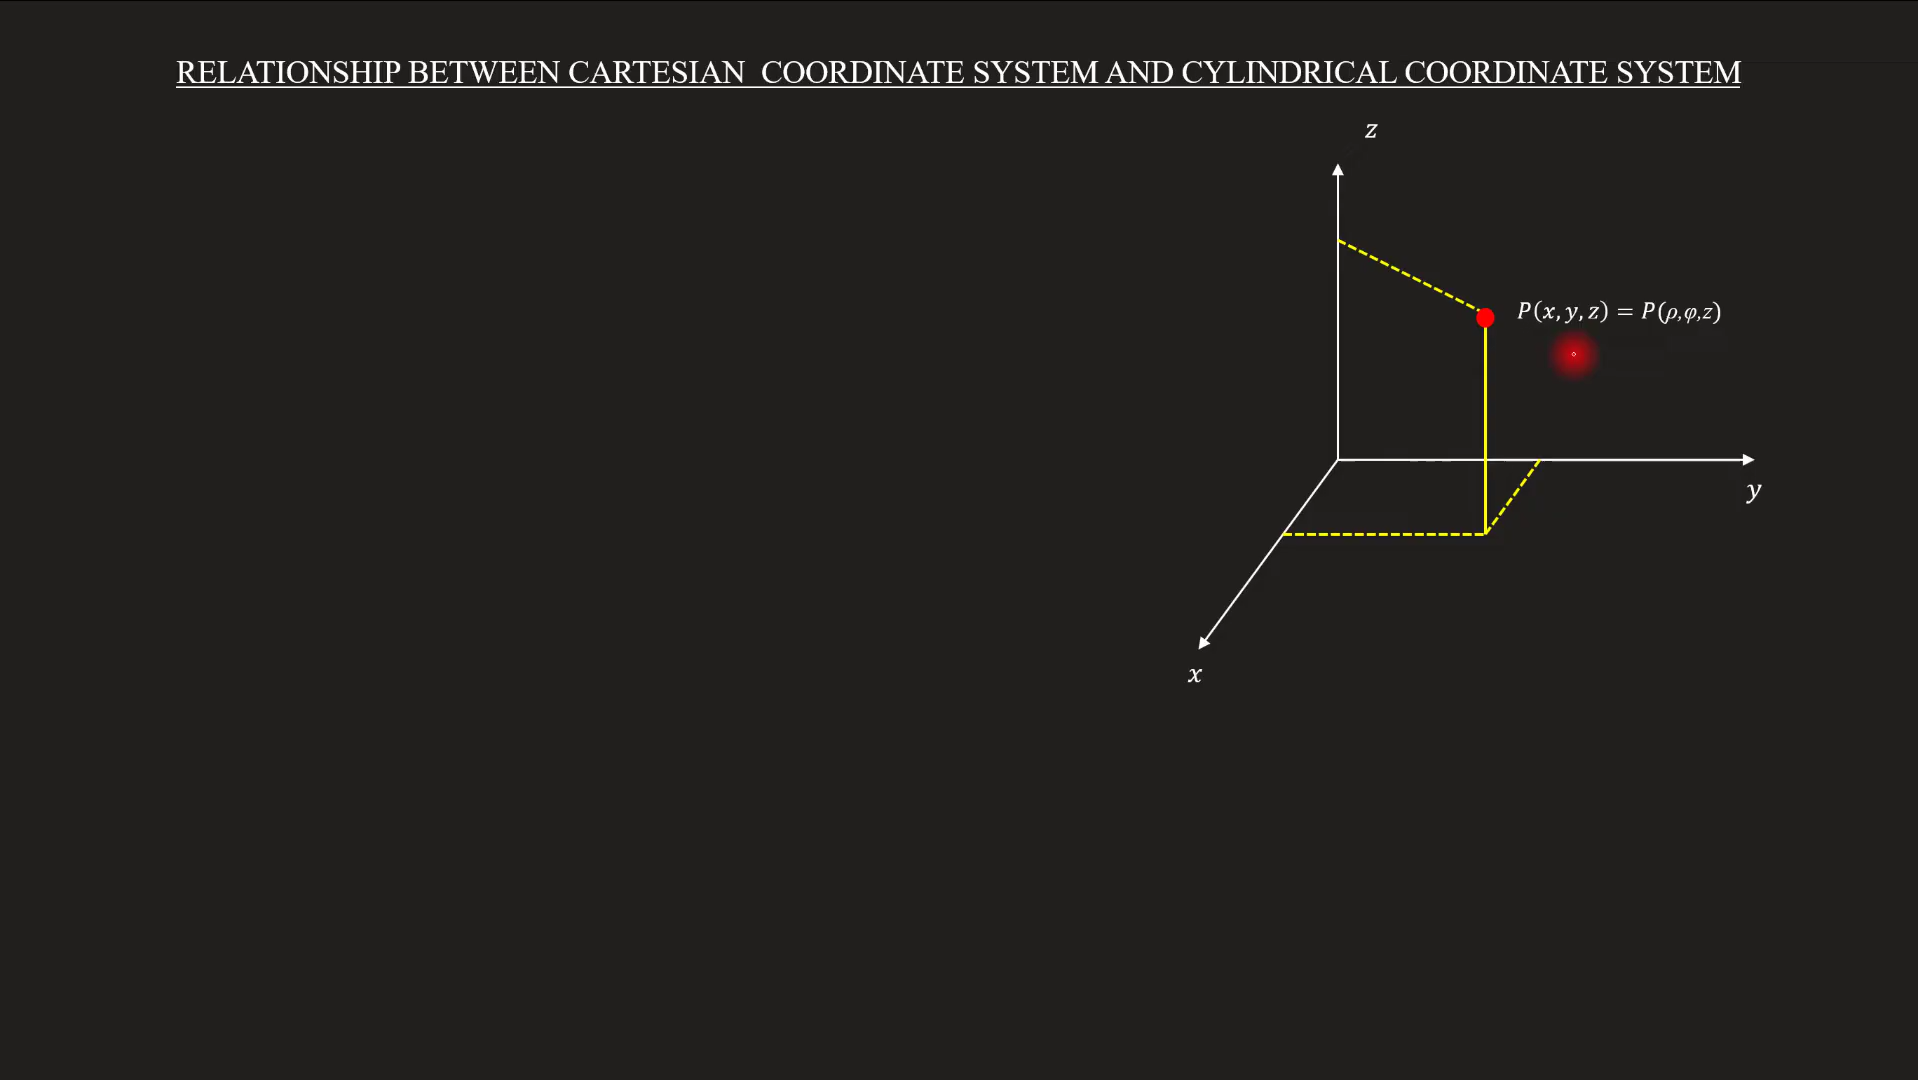 RELATIONSHIP BETWEEN CARTESIAN COORDINATE SYSTEM AND CYLINDRICAL COORDINATE SYSTEM
z
P(x, y, z) = P(ρ,φ,z)
y
x